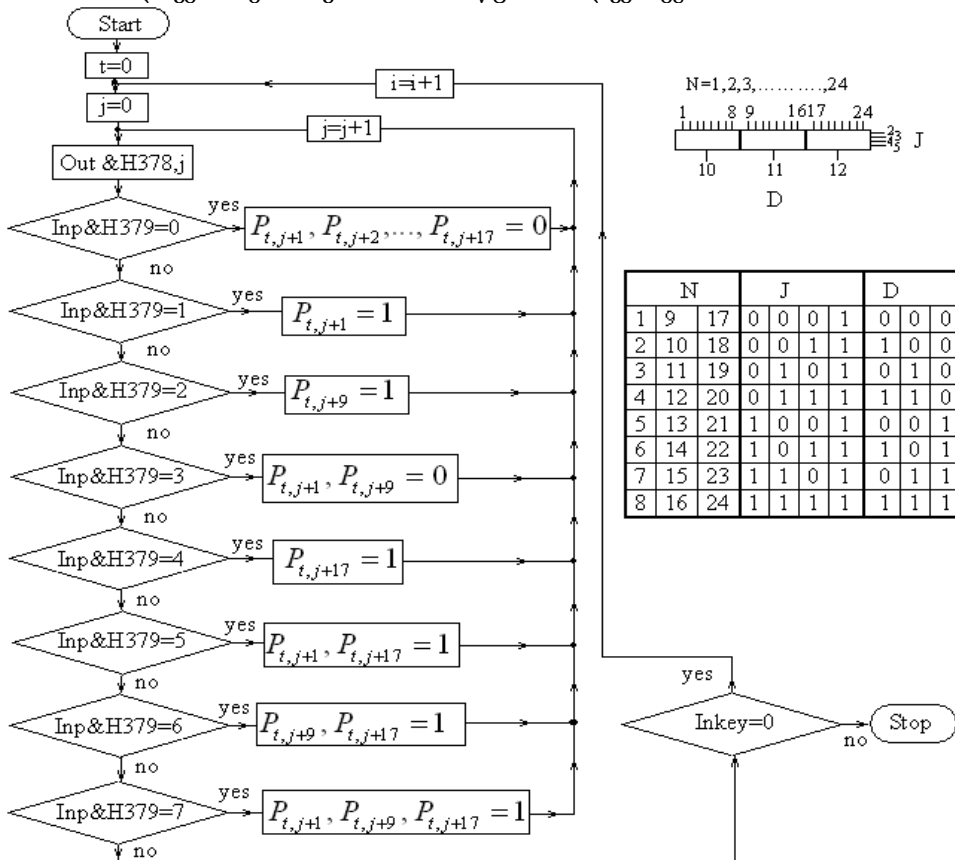 Start
t=0
i=i+1
j=0
j=j+1
Out &H378,j
Inp&H379=0
yes
P_{t,j+1}, P_{t,j+2},..., P_{t,j+17} = 0
no
Inp&H379=1
yes
P_{t,j+1} = 1
no
Inp&H379=2
yes
P_{t,j+9} = 1
no
Inp&H379=3
yes
P_{t,j+1}, P_{t,j+9} = 0
no
Inp&H379=4
yes
P_{t,j+17} = 1
no
Inp&H379=5
yes
P_{t,j+1}, P_{t,j+17} = 1
no
Inp&H379=6
yes
P_{t,j+9}, P_{t,j+17} = 1
no
Inp&H379=7
yes
P_{t,j+1}, P_{t,j+9}, P_{t,j+17} = 1
no
N=1,2,3,.............,24
1 8 9 1617 24
2 3 4 5 J
10 11 12
D
N J D
1 9 17 0 0 0 1 0 0 0
2 10 18 0 0 1 1 1 0 0
3 11 19 0 1 0 1 0 1 0
4 12 20 0 1 1 1 1 1 0
5 13 21 1 0 0 1 0 0 1
6 14 22 1 0 1 1 1 0 1
7 15 23 1 1 0 1 0 1 1
8 16 24 1 1 1 1 1 1 1
yes
Inkey=0
no
Stop